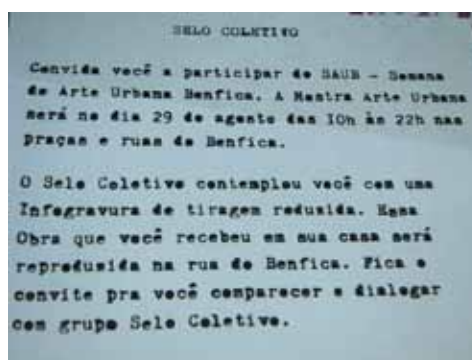 SELO COLETIVO
Convida você a participar do SAUB - Semana
de Arte Urbana Benfica. A Mostra Arte Urbana
será no dia 29 de agosto das 10h às 22h nas
praças e ruas do Benfica.
O Selo Coletivo contemplou você com uma
Infogravura de tiragem reduzida. Essa
Obra que você recebeu em sua casa será
reproduzida na rua do Benfica. Fica o
convite pra você comparecer e dialogar
com grupo Selo Coletivo.